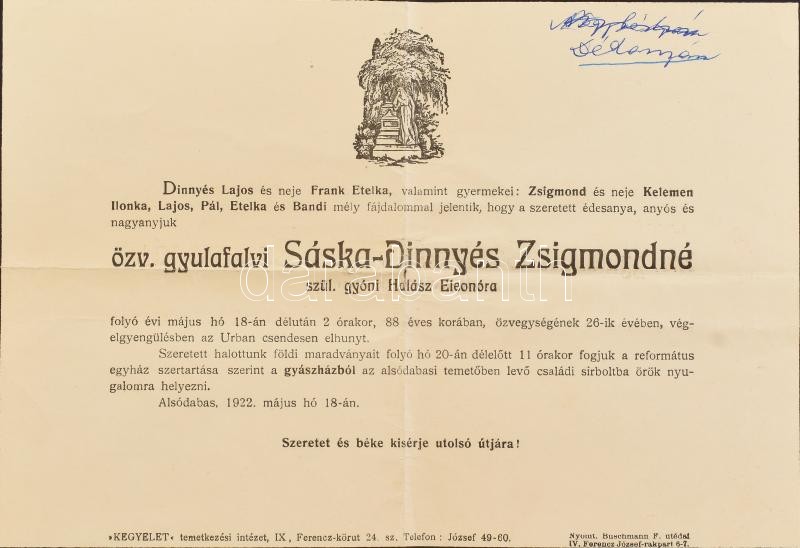 Dédanyán
Dinnyés Lajos és neje Frank Etelka, valamint gyermekei: Zsigmond és neje Kelemen
Ilonka, Lajos, Pál, Etelka és Bandi mély fájdalommal jelentik, hogy a szeretett édesanya, anyós és
nagyanyjuk
özv. gyulafalvi Sáska-Dinnyés Zsigmondné
szül. gyóni Halász Eleonóra
darabanth
folyó évi május hó 18-án délután 2 órakor, 88 éves korában, özvegységének 26-ik évében, vég-
elgyengülésben az Urban csendesen elhunyt.
Szeretett halottunk földi maradványait folyó hó 20-án délelőtt 11 órakor fogjuk a református
egyház szertartása szerint a gyászházból az alsódabasi temetőben levő családi sirboltba örök nyu-
galomra helyezni.
Alsódabas, 1922. május hó 18-án.
Szeretet és béke kisérje utolsó útjára!
»KEGYELET« temetkezési intézet, IX, Ferencz-körut 24. sz. Telefon: József 49-60.
Nyomt. Buschmann F. utódai
IV, Ferencz József-rakpart 6-7.